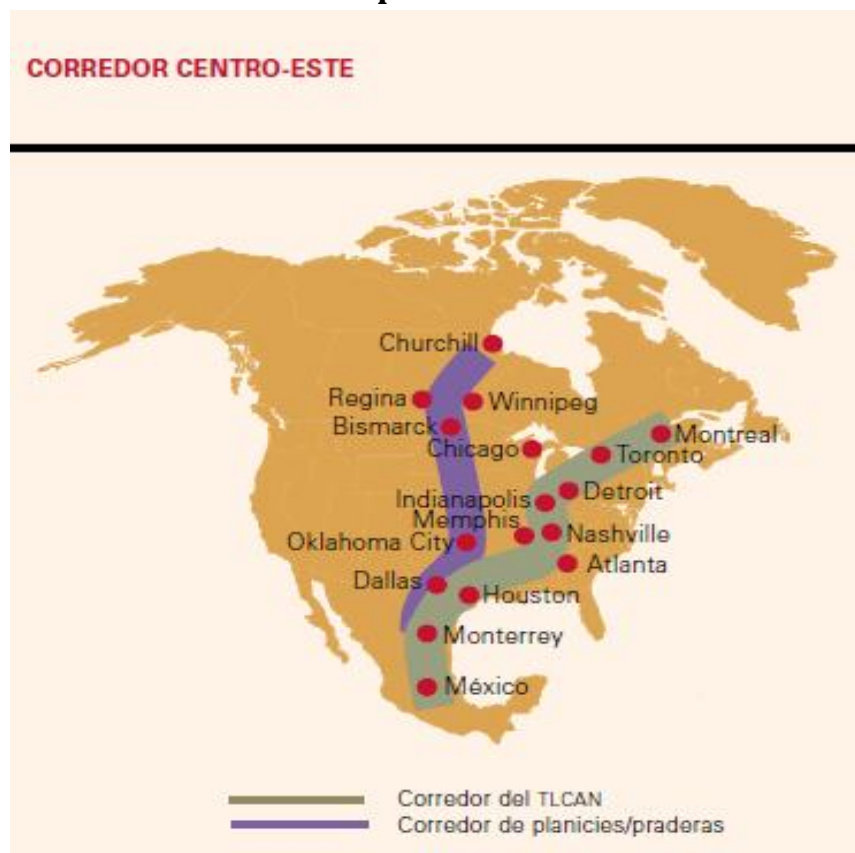 CORREDOR CENTRO-ESTE
Churchill
Regina
Winnipeg
Bismarck
Montreal
Chicago
Toronto
Detroit
Indianapolis
Memphis
Nashville
Oklahoma City
Atlanta
Dallas
Houston
Monterrey
México
Corredor del TLCAN
Corredor de planicies/praderas